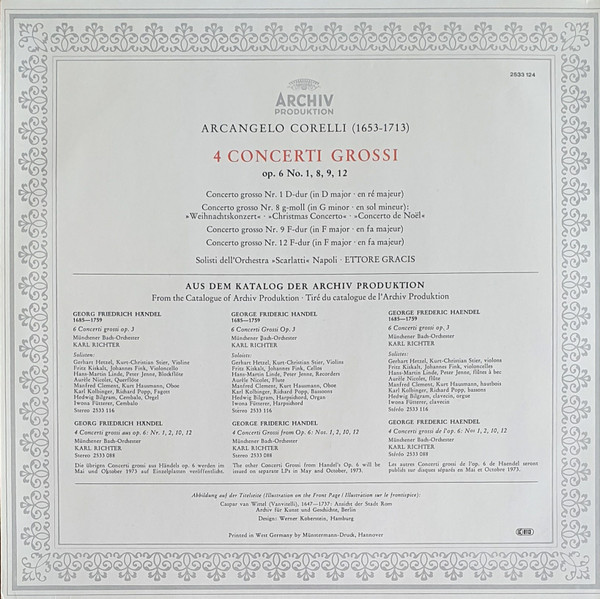 2533 124
ARCHIV
PRODUKTION
ARCANGELO CORELLI (1653-1713)
4 CONCERTI GROSSI
op. 6 No. 1, 8, 9, 12
Concerto grosso Nr. 1 D-dur (in D major · en ré majeur)
Concerto grosso Nr. 8 g-moll (in G minor · en sol mineur):
»Weihnachtskonzert« · »Christmas Concerto« · »Concerto de Noël«
Concerto grosso Nr. 9 F-dur (in F major · en fa majeur)
Concerto grosso Nr. 12 F-dur (in F major · en fa majeur)
Solisti dell'Orchestra »Scarlatti« Napoli · ETTORE GRACIS
AUS DEM KATALOG DER ARCHIV PRODUKTION
From the Catalogue of Archiv Produktion · Tiré du catalogue de l'Archiv Produktion
GEORG FRIEDRICH HÄNDEL
1685—1759
6 Concerti grossi op. 3
Münchener Bach-Orchester
KARL RICHTER
Solisten:
Gerhart Hetzel, Kurt-Christian Stier, Violine
Fritz Kiskalt, Johannes Fink, Violoncello
Hans-Martin Linde, Peter Jenne, Blockflöte
Aurèle Nicolet, Querflöte
Manfred Clement, Kurt Hausmann, Oboe
Karl Kolbinger, Richard Popp, Fagott
Hedwig Bilgram, Cembalo, Orgel
Iwona Fütterer, Cembalo
Stereo 2533 116
GEORG FRIEDRICH HÄNDEL
4 Concerti grossi aus op. 6: Nr. 1, 2, 10, 12
Münchener Bach-Orchester
KARL RICHTER
Stereo 2533 088
Die übrigen Concerti grossi aus Händels op. 6 werden im
Mai und Oktober 1973 auf Einzelplatten veröffentlicht.
GEORGE FRIDERIC HANDEL
1685—1759
6 Concerti Grossi Op. 3
Münchener Bach-Orchester
KARL RICHTER
Soloists:
Gerhart Hetzel, Kurt-Christian Stier, Violins
Fritz Kiskalt, Johannes Fink, Cellos
Hans-Martin Linde, Peter Jenne, Recorders
Aurèle Nicolet, Flute
Manfred Clement, Kurt Hausmann, Oboes
Karl Kolbinger, Richard Popp, Bassoons
Hedwig Bilgram, Harpsichord, Organ
Iwona Fütterer, Harpsichord
Stereo 2533 116
GEORGE FRIDERIC HANDEL
4 Concerti Grossi from Op. 6: Nos. 1, 2, 10, 12
Münchener Bach-Orchester
KARL RICHTER
Stereo 2533 088
The other Concerti Grossi from Handel's Op. 6 will be
issued on separate LPs in May and October, 1973.
GEORGE FREDERIC HAENDEL
1685—1759
6 Concerti grossi op. 3
Münchener Bach-Orchester
KARL RICHTER
Solistes:
Gerhart Hetzel, Kurt-Christian Stier, violons
Fritz Kiskalt, Johannes Fink, violoncelles
Hans-Martin Linde, Peter Jenne, flûtes à bec
Aurèle Nicolet, flûte
Manfred Clement, Kurt Hausmann, hautbois
Karl Kolbinger, Richard Popp, bassons
Hedwig Bilgram, clavecin, orgue
Iwona Fütterer, clavecin
Stéréo 2533 116
GEORGE FREDERIC HAENDEL
4 Concerti grossi de l'op. 6: Nos 1, 2, 10, 12
Münchener Bach-Orchester
KARL RICHTER
Stéréo 2533 088
Les autres Concerti grossi de l'op. 6 de Haendel seront
publiés sur disques séparés en Mai et Octobre 1973.
Abbildung auf der Titelseite (Illustration on the Front Page / Illustration sur le frontispice):
Caspar van Wittel (Vanvitelli), 1647—1737: Ansicht der Stadt Rom
Archiv für Kunst und Geschichte, Berlin
Design: Werner Kubernstein, Hamburg
Printed in West Germany by Münstermann-Druck, Hannover